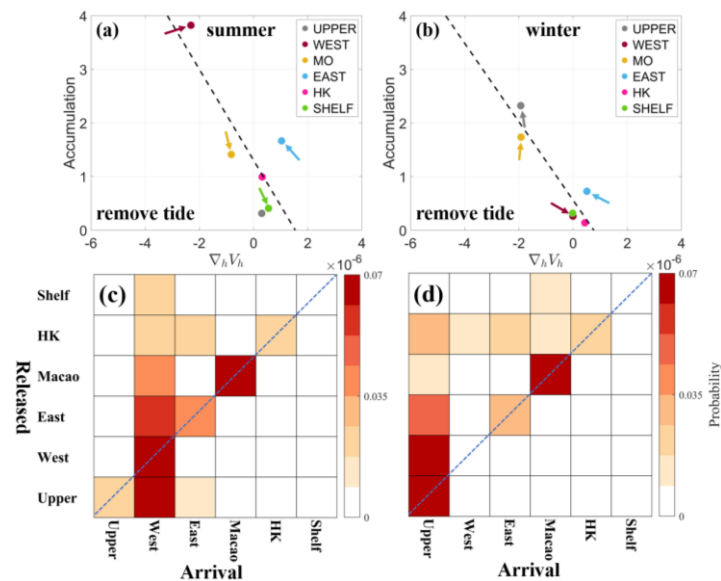 (a) summer
UPPER
WEST
MO
EAST
HK
SHELF
Accumulation
4
3
2
1
0
remove tide
-6 -4 -2 0 2 4
∇hVh ×10⁻⁶
(b) winter
UPPER
WEST
MO
EAST
HK
SHELF
Accumulation
4
3
2
1
0
remove tide
-6 -4 -2 0 2 4
∇hVh ×10⁻⁶
(c)
Released
Shelf
HK
Macao
East
West
Upper
Upper West East Macao HK Shelf
Arrival
0.07
0.035
0
(d)
Upper West East Macao HK Shelf
Arrival
0.07
0.035
0
Probability